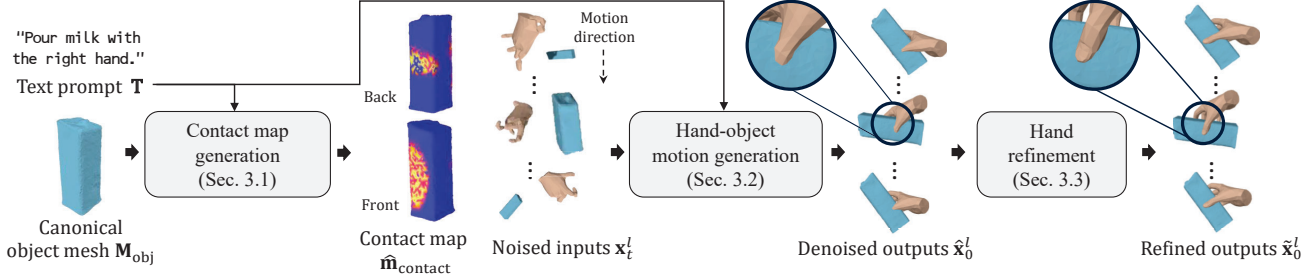 "Pour milk with
the right hand."
Text prompt T
Canonical
object mesh M_obj
Contact map
generation
(Sec. 3.1)
Back
Front
Contact map
m̂_contact
Motion
direction
Noised inputs x_t^l
Hand-object
motion generation
(Sec. 3.2)
Denoised outputs x̂_0^l
Hand
refinement
(Sec. 3.3)
Refined outputs x̃_0^l